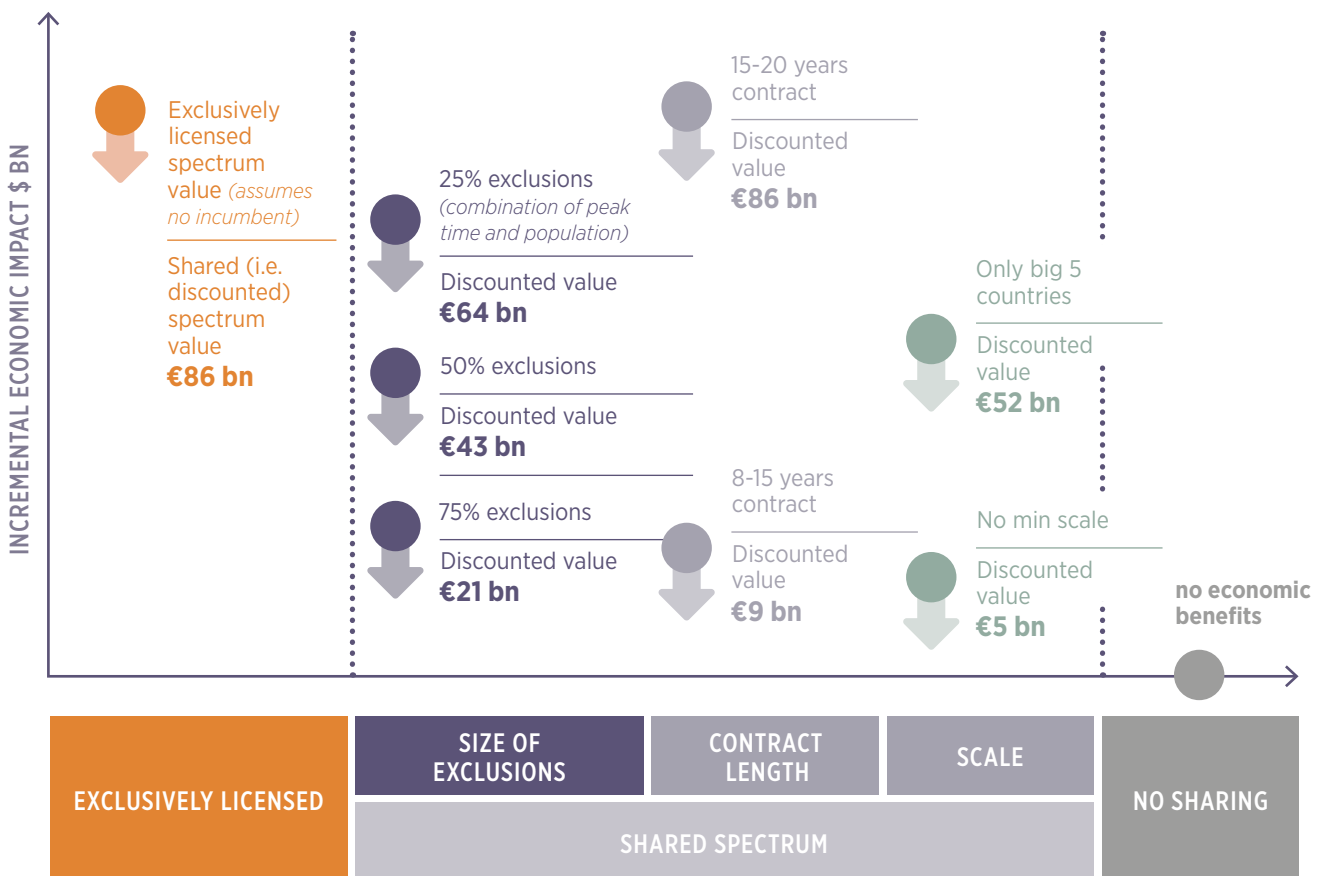 INCREMENTAL ECONOMIC IMPACT $ BN
Exclusively
licensed
spectrum
value (assumes
no incumbent)
Shared (i.e.
discounted)
spectrum
value
€86 bn
25% exclusions
(combination of peak
time and population)
Discounted value
€64 bn
50% exclusions
Discounted value
€43 bn
75% exclusions
Discounted value
€21 bn
15-20 years
contract
Discounted
value
€86 bn
8-15 years
contract
Discounted
value
€9 bn
Only big 5
countries
Discounted
value
€52 bn
No min scale
Discounted
value
€5 bn
no economic
benefits
EXCLUSIVELY LICENSED
SIZE OF
EXCLUSIONS
CONTRACT
LENGTH
SCALE
SHARED SPECTRUM
NO SHARING